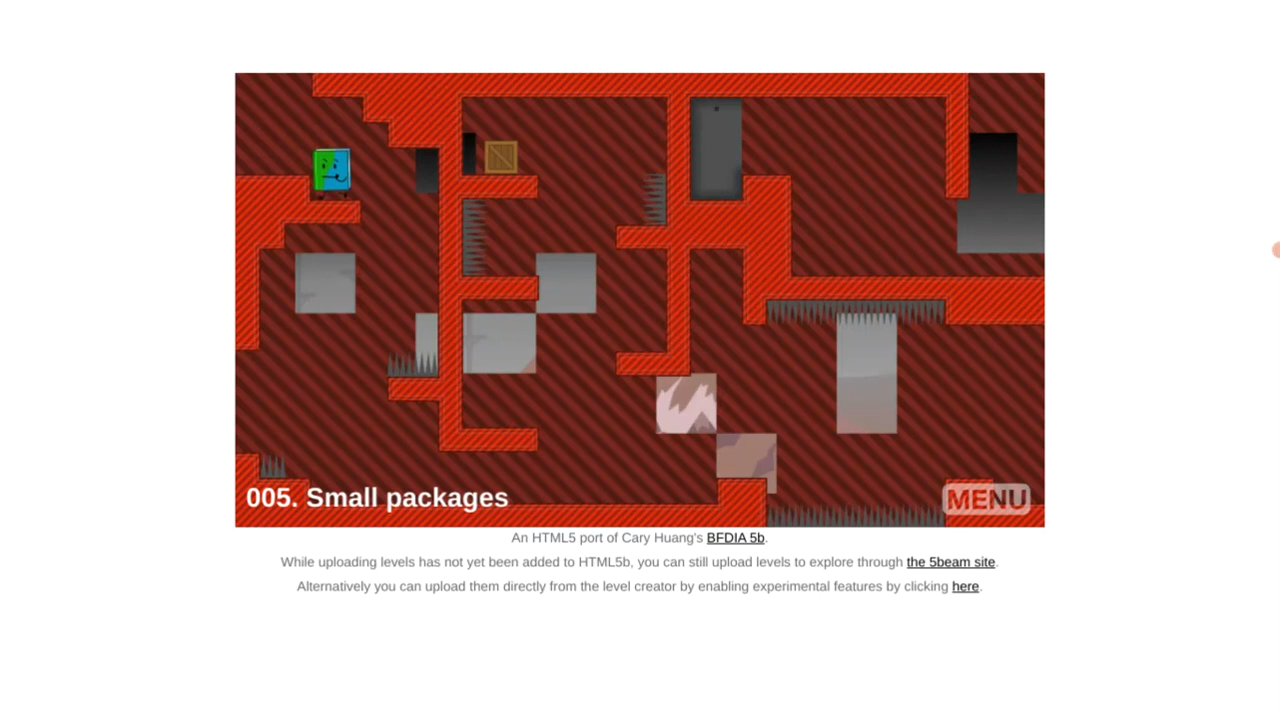 005. Small packages
MENU
An HTML5 port of Cary Huang's BFDIA 5b.
While uploading levels has not yet been added to HTML5b, you can still upload levels to explore through the 5beam site.
Alternatively you can upload them directly from the level creator by enabling experimental features by clicking here.